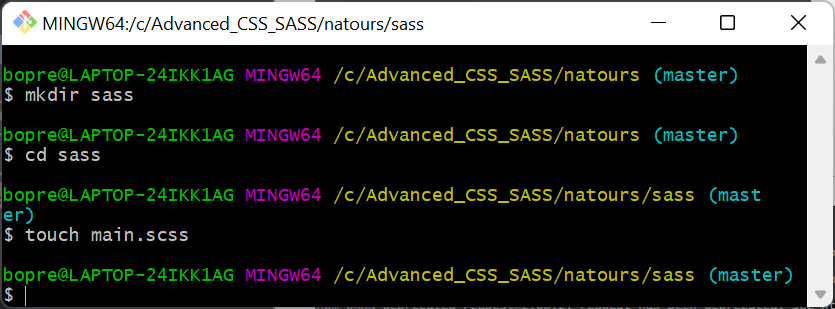 MINGW64:/c/Advanced_CSS_SASS/natours/sass
bopre@LAPTOP-24IKK1AG MINGW64 /c/Advanced_CSS_SASS/natours (master)
$ mkdir sass
bopre@LAPTOP-24IKK1AG MINGW64 /c/Advanced_CSS_SASS/natours (master)
$ cd sass
bopre@LAPTOP-24IKK1AG MINGW64 /c/Advanced_CSS_SASS/natours/sass (mast
er)
$ touch main.scss
bopre@LAPTOP-24IKK1AG MINGW64 /c/Advanced_CSS_SASS/natours/sass (master)
$